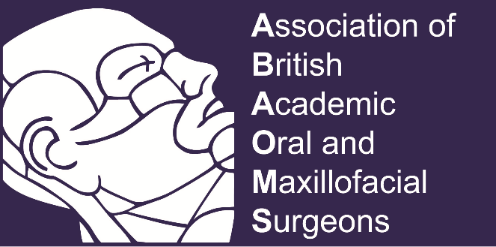 Association of
British
Academic
Oral and
Maxillofacial
Surgeons